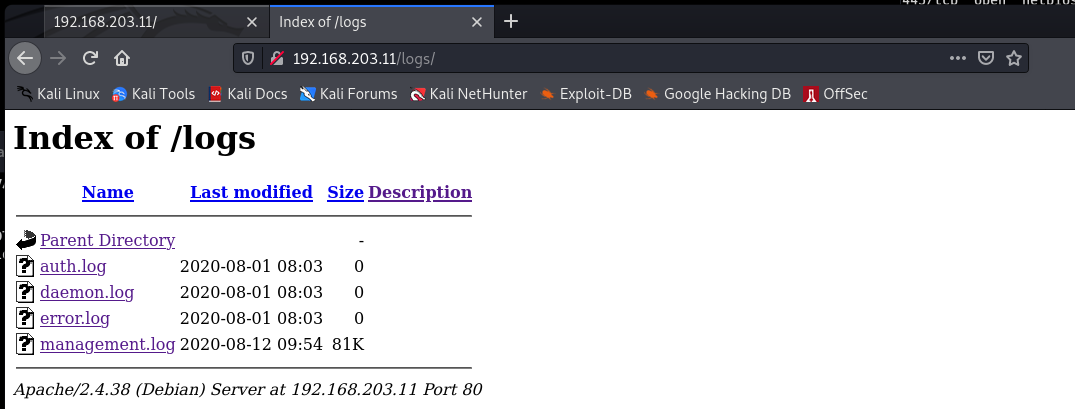 445/tcp open netbios
192.168.203.11/ Index of /logs
192.168.203.11/logs/
Kali Linux Kali Tools Kali Docs Kali Forums Kali NetHunter Exploit-DB Google Hacking DB OffSec
Index of /logs
Name Last modified Size Description
Parent Directory -
auth.log 2020-08-01 08:03 0
daemon.log 2020-08-01 08:03 0
error.log 2020-08-01 08:03 0
management.log 2020-08-12 09:54 81K
Apache/2.4.38 (Debian) Server at 192.168.203.11 Port 80